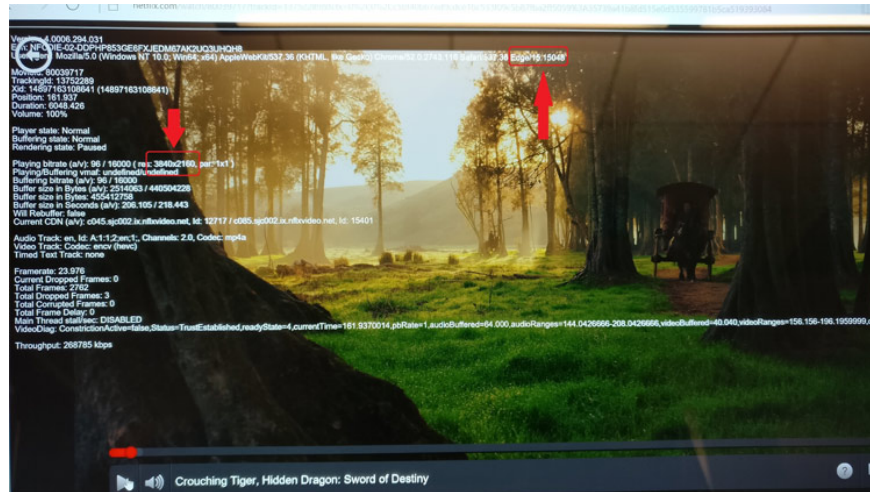 netflix.com/watch/
Version: 4.0006.294.031
Esn: NFCDIE-02-DDPHP853GE6FXJEDM67AK2UQ3UHQH8
Mozilla/5.0 (Windows NT 10.0; Win64; x64) AppleWebKit/537.36 (KHTML, like Gecko) Chrome/52.0.2743.116 Safari/537.36 Edge/15.15048
MovieId: 80039717
TrackingId: 13752289
Xid: 14897163108641 (14897163108641)
Position: 161.937
Duration: 6048.426
Volume: 100%
Player state: Normal
Buffering state: Normal
Rendering state: Paused
Playing bitrate (a/v): 96 / 16000 ( res: 3840x2160, par: 1x1 )
Playing/Buffering vmaf: undefined/undefined
Buffering bitrate (a/v): 96 / 16000
Buffer size in Bytes (a/v): 2514063 / 440504228
Buffer size in Bytes: 455412758
Buffer size in Seconds (a/v): 206.105 / 218.443
Will Rebuffer: false
Current CDN (a/v): c045.sjc002.ix.nflxvideo.net, Id: 12717 / c085.sjc002.ix.nflxvideo.net, Id: 15401
Audio Track: en, Id: A:1:1;2;en;1;, Channels: 2.0, Codec: mp4a
Video Track: Codec: encv (hevc)
Timed Text Track: none
Framerate: 23.976
Current Dropped Frames: 0
Total Frames: 2762
Total Dropped Frames: 3
Total Corrupted Frames: 0
Total Frame Delay: 0
Main Thread stall/sec: DISABLED
VideoDiag: ConstrictionActive=false,Status=TrustEstablished,readyState=4,currentTime=161.9370014,pbRate=1,audioBuffered=64.000,audioRanges=144.0426666-208.0426666,videoBuffered=40.040,videoRanges=156.156-196.1959999,
Throughput: 268785 kbps
Crouching Tiger, Hidden Dragon: Sword of Destiny
?